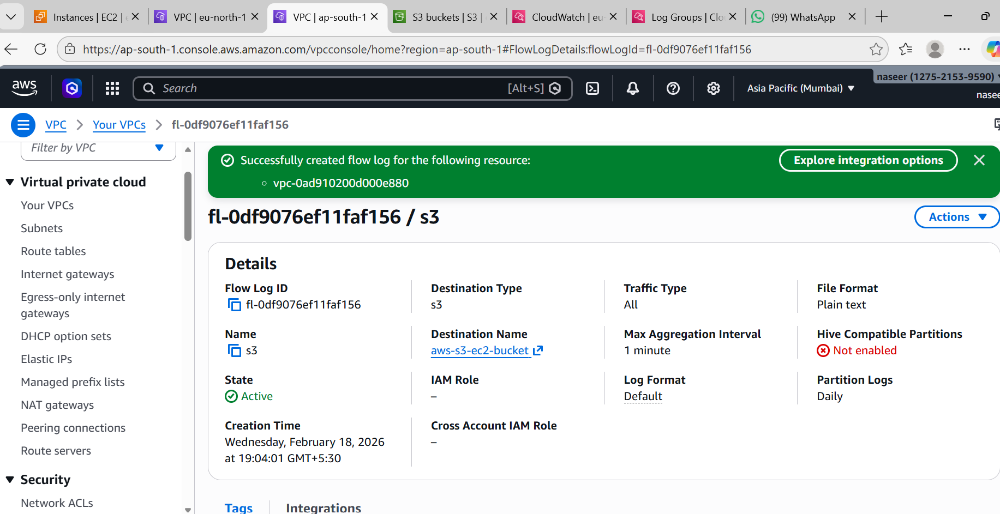 Instances | EC2 |
VPC | eu-north-1
VPC | ap-south-1
S3 buckets | S3 |
CloudWatch | eu-
Log Groups | Clo
(99) WhatsApp
https://ap-south-1.console.aws.amazon.com/vpcconsole/home?region=ap-south-1#FlowLogDetails:flowLogId=fl-0df9076ef11faf156
aws
Search
[Alt+S]
Asia Pacific (Mumbai)
naseer (1275-2153-9590)
nasee
VPC
Your VPCs
fl-0df9076ef11faf156
Filter by VPC
Virtual private cloud
Your VPCs
Subnets
Route tables
Internet gateways
Egress-only internet
gateways
DHCP option sets
Elastic IPs
Managed prefix lists
NAT gateways
Peering connections
Route servers
Security
Network ACLs
Successfully created flow log for the following resource:
vpc-0ad910200d000e880
Explore integration options
fl-0df9076ef11faf156 / s3
Actions
Details
Flow Log ID
fl-0df9076ef11faf156
Destination Type
s3
Traffic Type
All
File Format
Plain text
Name
s3
Destination Name
aws-s3-ec2-bucket
Max Aggregation Interval
1 minute
Hive Compatible Partitions
Not enabled
State
Active
IAM Role
–
Log Format
Default
Partition Logs
Daily
Creation Time
Wednesday, February 18, 2026
at 19:04:01 GMT+5:30
Cross Account IAM Role
–
Tags
Integrations